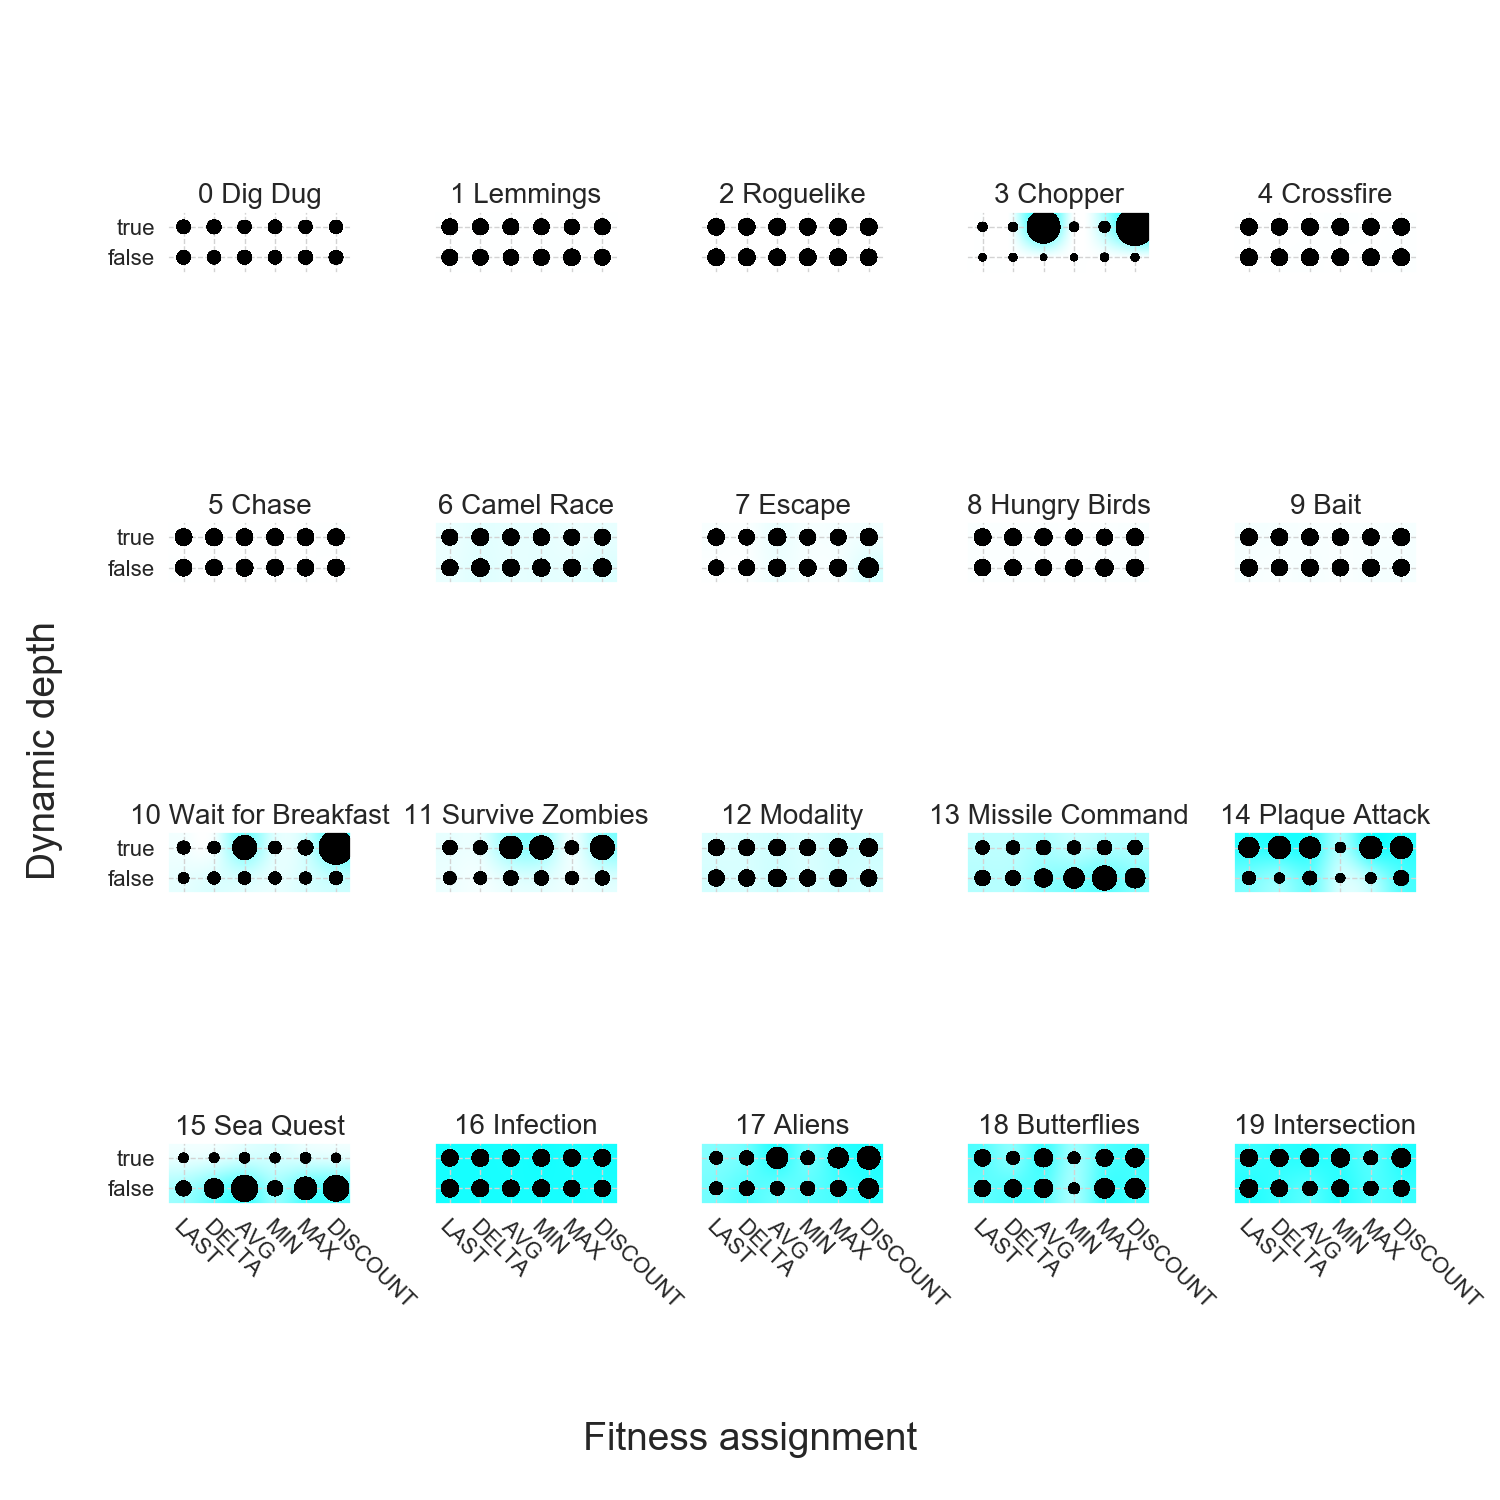 0 Dig Dug
1 Lemmings
2 Roguelike
3 Chopper
4 Crossfire
true
false
5 Chase
6 Camel Race
7 Escape
8 Hungry Birds
9 Bait
true
false
Dynamic depth
10 Wait for Breakfast
11 Survive Zombies
12 Modality
13 Missile Command
14 Plaque Attack
true
false
15 Sea Quest
16 Infection
17 Aliens
18 Butterflies
19 Intersection
true
false
LAST
DELTA
AVG
MIN
MAX
DISCOUNT
LAST
DELTA
AVG
MIN
MAX
DISCOUNT
LAST
DELTA
AVG
MIN
MAX
DISCOUNT
LAST
DELTA
AVG
MIN
MAX
DISCOUNT
LAST
DELTA
AVG
MIN
MAX
DISCOUNT
Fitness assignment